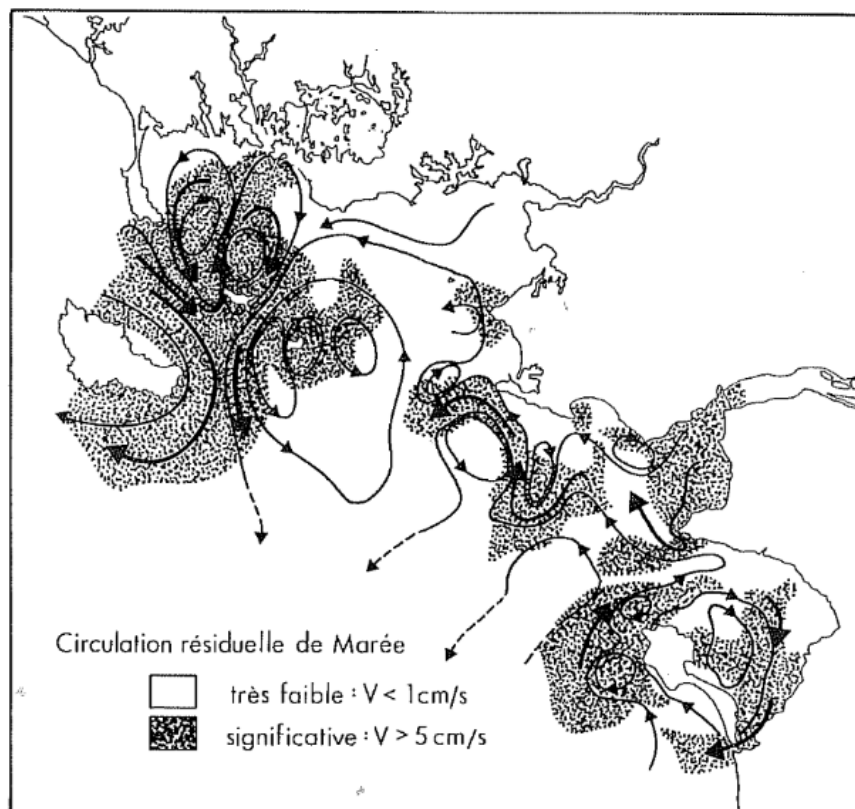 Circulation résiduelle de Marée
très faible : V < 1cm/s
significative : V > 5 cm/s